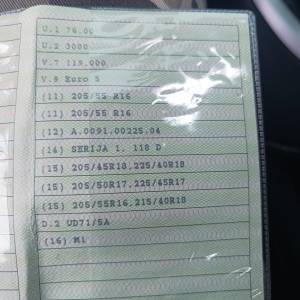 U.1 76.00
U.2 3000
V.7 119.000
V.9 Euro 5
(11) 205/55 R16
(11) 205/55 R16
(12) A.0091.00225.04
(14) SERIJA 1, 118 D
(15) 205/45R18,225/40R18
(15) 205/50R17,225/45R17
(15) 205/55R16,215/40R18
D.2 UD71/5A
(16) M1